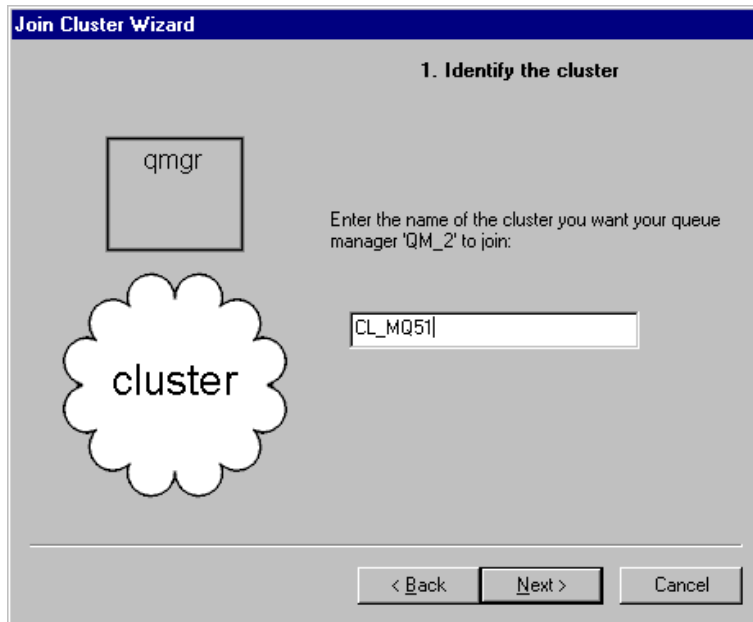 Join Cluster Wizard
1. Identify the cluster
qmgr
Enter the name of the cluster you want your queue
manager 'QM_2' to join:
CL_MQ51
cluster
< Back
Next >
Cancel